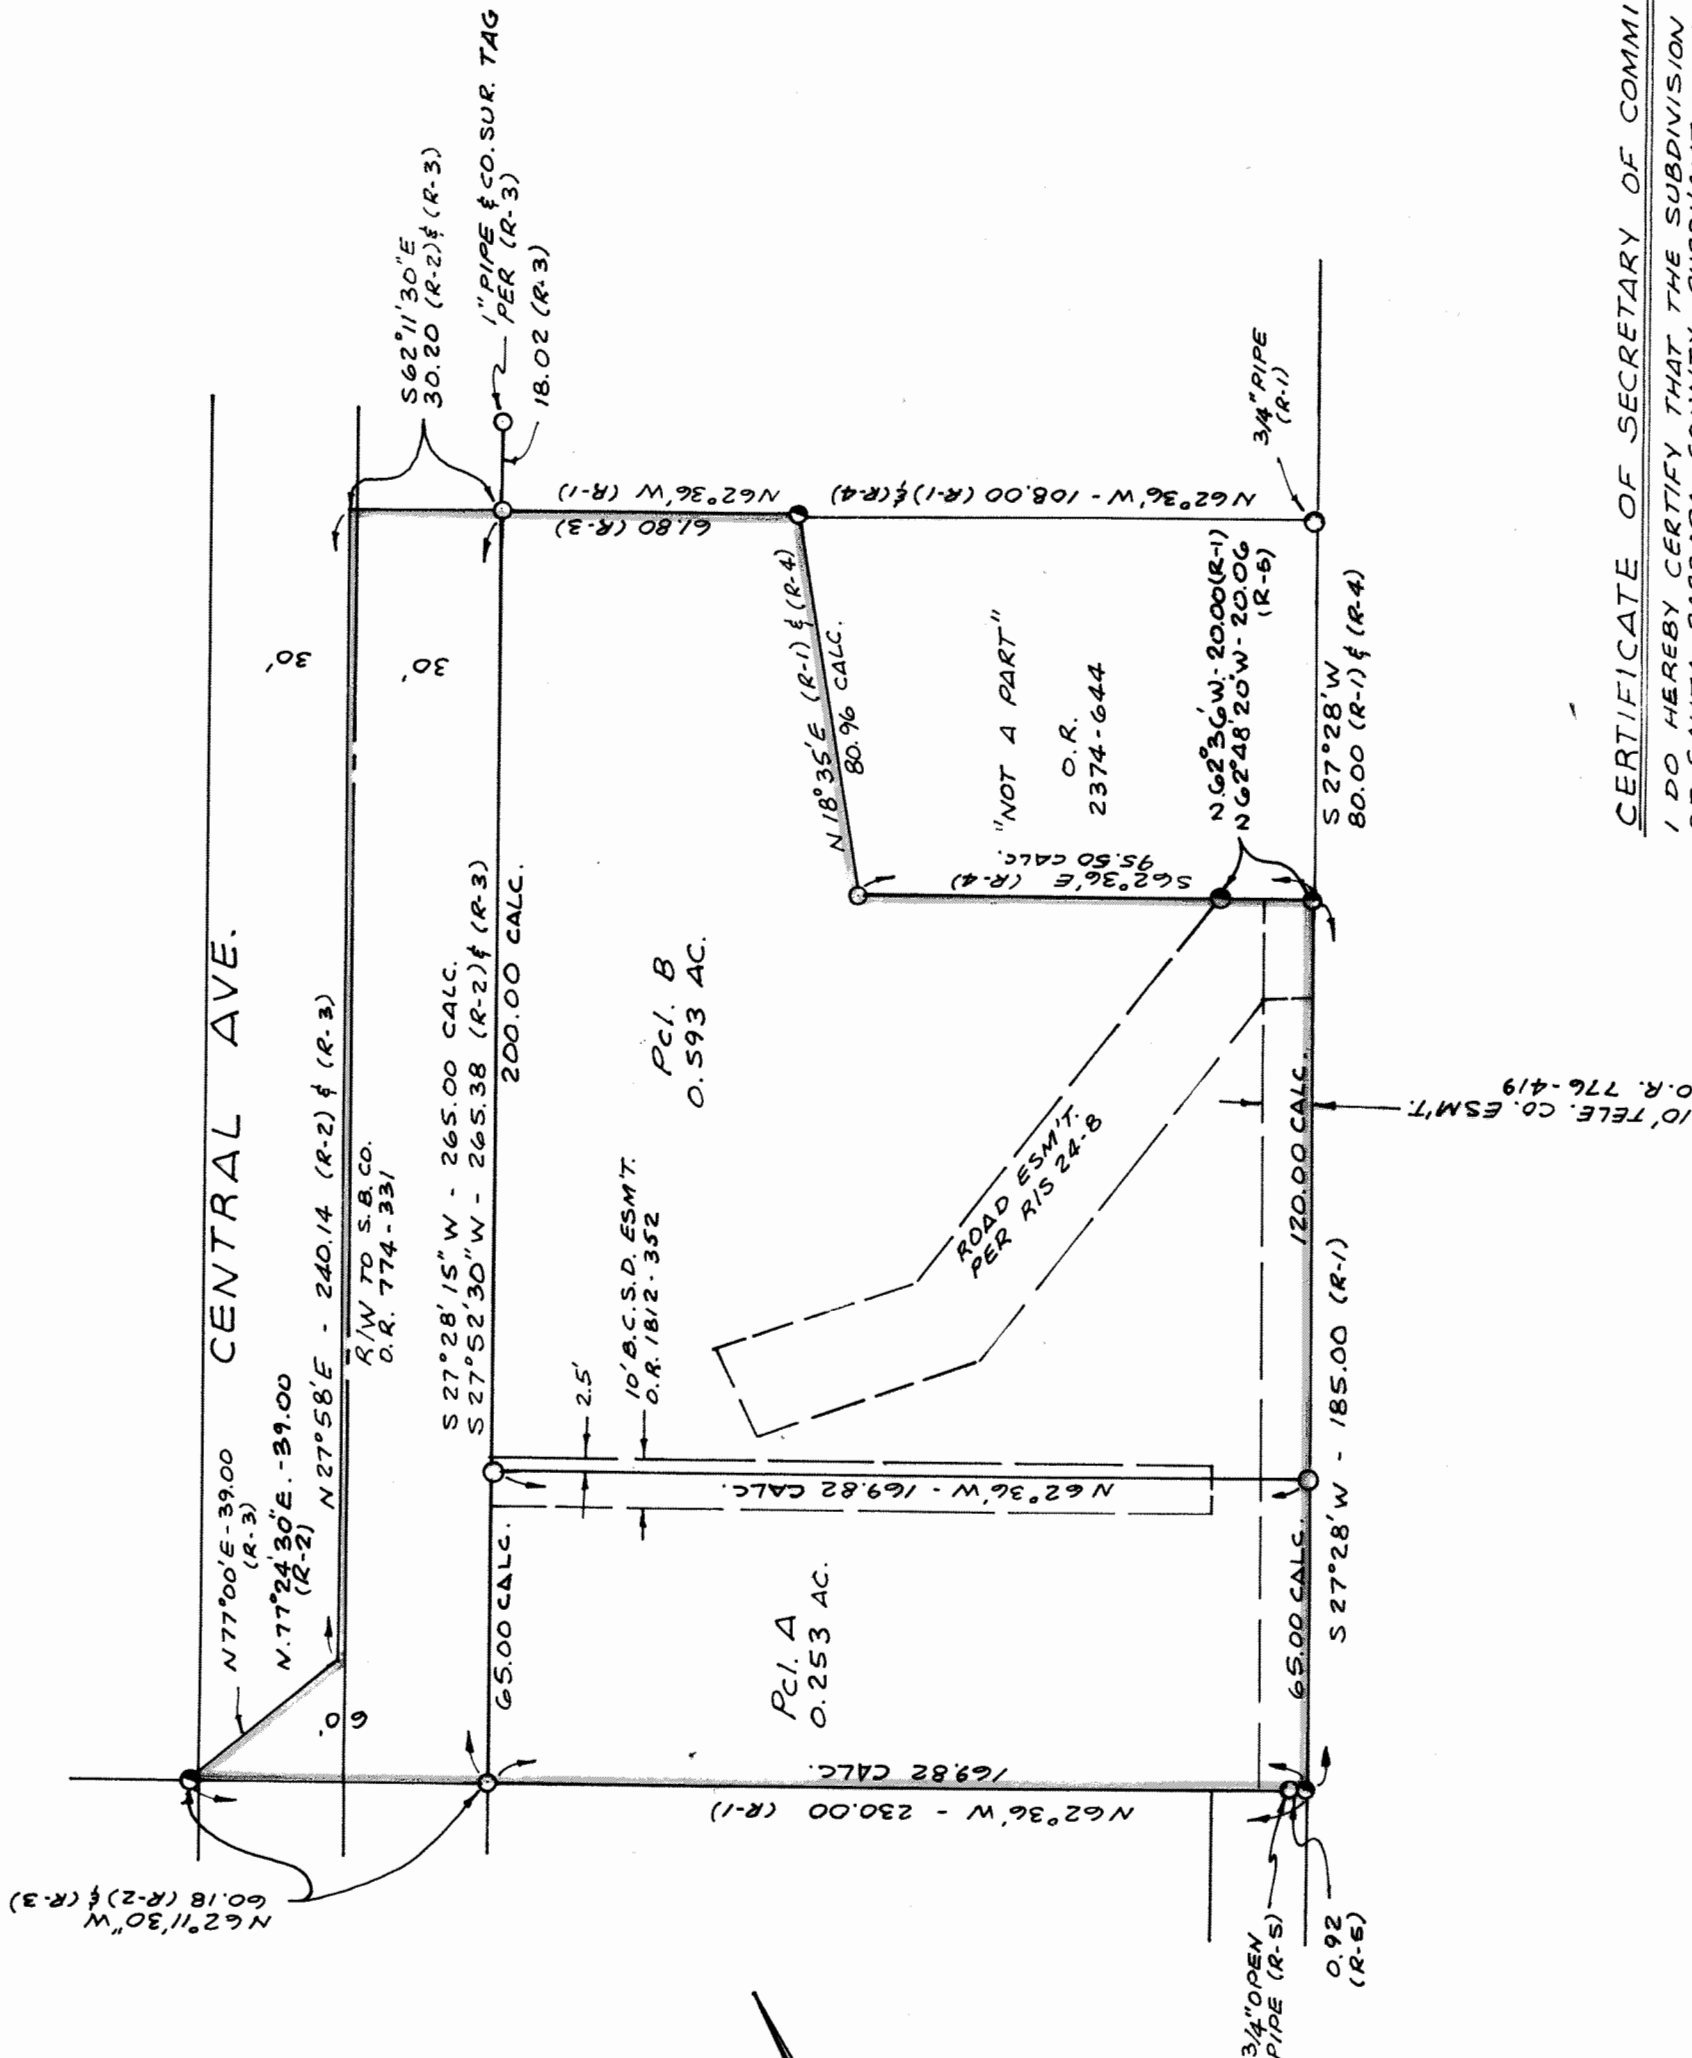 CENTRAL AVE.
N77°00'E - 39.00
(R-3)
N.77°24'30"E. - 39.00
(R-2)
N27°58'E - 240.14 (R-2) & (R-3)
R/W TO S.B. CO.
O.R. 774-331
60'
30'
30'
S62°11'30"E
30.20 (R-2) & (R-3)
1" PIPE & CO. SUR. TAG
PER (R-3)
18.02 (R-3)
S 27°28'15"W - 265.00 CALC.
S 27°52'30"W - 265.38 (R-2) & (R-3)
200.00 CALC.
65.00 CALC.
N62°11'30"W
60.18 (R-2) & (R-3)
N62°36'W (R-1)
61.80 (R-3)
N62°36'W - 108.00 (R-1) & (R-4)
N18°35'E (R-1) & (R-4)
80.96 CALC.
"NOT A PART"
O.R.
2374-644
S62°36'E (R-4)
95.50 CALC.
N.62°36'W.- 20.00 (R-1)
N62°48'20"W - 20.06
(R-5)
3/4" PIPE
(R-1)
S 27°28'W
80.00 (R-1) & (R-4)
Pcl. B
0.593 AC.
10' B.C.S.D. ESM'T.
O.R. 1812-352
2.5'
ROAD ESM'T.
PER R/S 24-8
N62°36'W - 169.82 CALC.
Pcl. A
0.253 AC.
169.82 CALC.
N62°36'W - 230.00 (R-1)
65.00 CALC.
120.00 CALC.
S 27°28'W - 185.00 (R-1)
10' TELE. CO. ESM'T.
O.R. 776-419
3/4" OPEN
PIPE (R-5)
0.92
(R-5)
CERTIFICATE OF SECRETARY OF COMMI
I DO HEREBY CERTIFY THAT THE SUBDIVISION